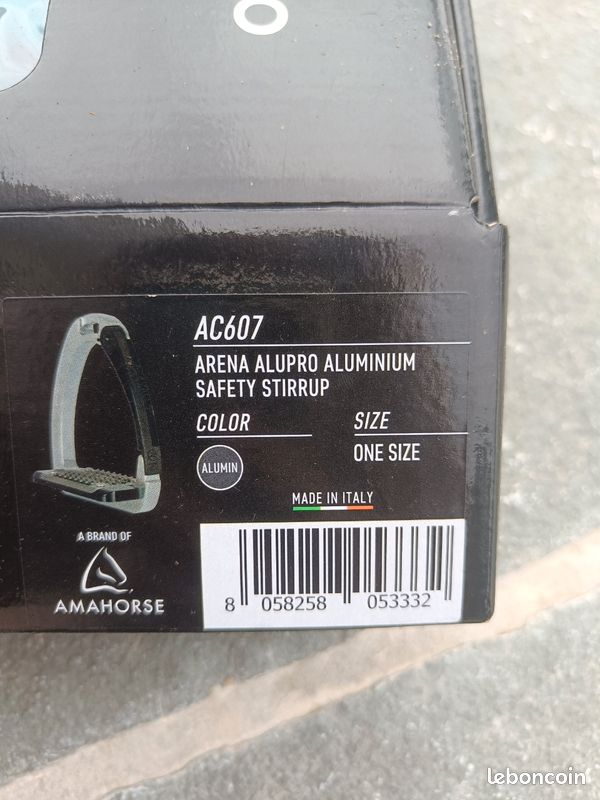 O
AC607
ARENA ALUPRO ALUMINIUM
SAFETY STIRRUP
COLOR
SIZE
ALUMIN
ONE SIZE
MADE IN ITALY
A BRAND OF
AMAHORSE
8 058258 053332
leboncoin